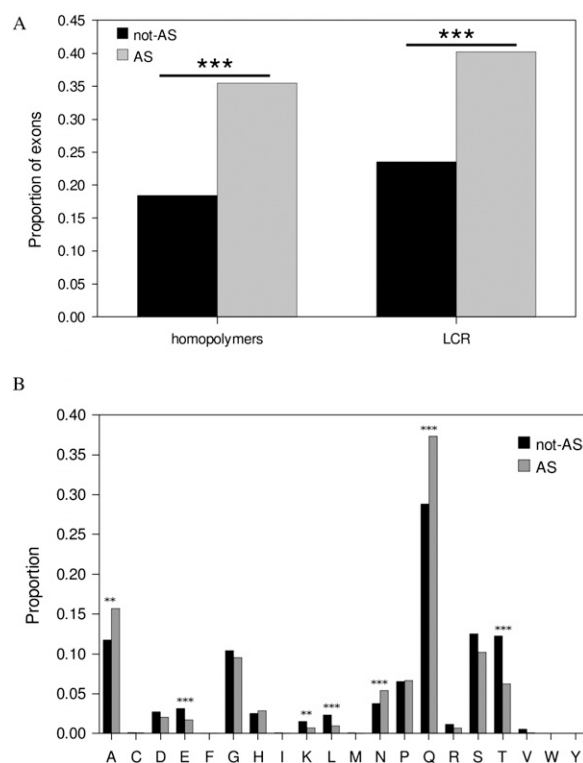 A
0.45
0.40
0.35
0.30
0.25
0.20
0.15
0.10
0.05
0.00
Proportion of exons
not-AS
AS
***
***
homopolymers LCR
B
0.40
0.35
0.30
0.25
0.20
0.15
0.10
0.05
0.00
Proportion
not-AS
AS
** *** ** *** *** *** ***
A C D E F G H I K L M N P Q R S T V W Y